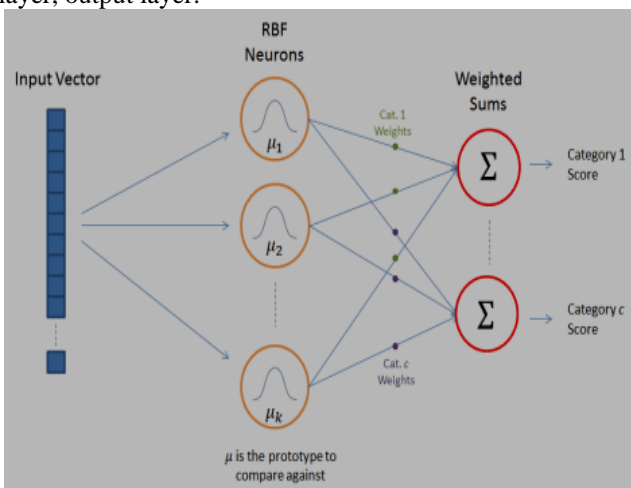 layer, output layer.
RBF
Neurons
Input Vector
Weighted
Sums
Cat. 1
Weights
μ₁
Σ
Category 1
Score
μ₂
Σ
Category c
Score
μₖ
Cat. c
Weights
μ is the prototype to
compare against